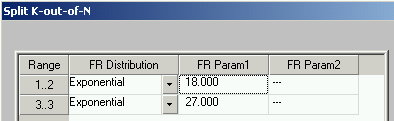 Split K-out-of-N
Range FR Distribution FR Param1 FR Param2
1..2 Exponential 18.000 ---
3..3 Exponential 27.000 ---